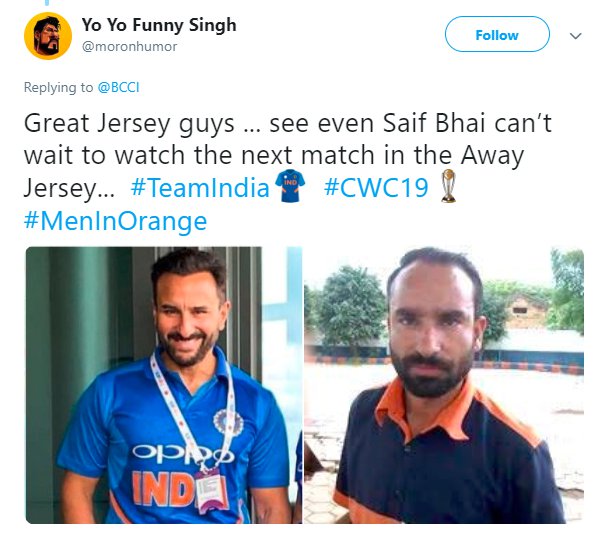 Yo Yo Funny Singh
@moronhumor
Follow
Replying to @BCCI
Great Jersey guys ... see even Saif Bhai can't
wait to watch the next match in the Away
Jersey... #TeamIndia #CWC19
#MenInOrange
oppo
IND